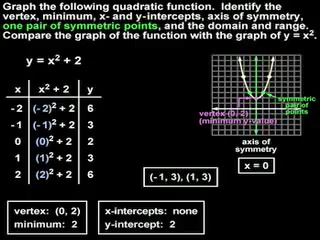 Graph the following quadratic function. Identify the
vertex, minimum, x- and y-intercepts, axis of symmetry,
one pair of symmetric points, and the domain and range.
Compare the graph of the function with the graph of y = x².
y = x² + 2
x x² + 2 y
-2 (-2)² + 2 6
-1 (-1)² + 2 3
0 (0)² + 2 2
1 (1)² + 2 3
2 (2)² + 2 6
symmetric
pair of
points
vertex (0, 2)
(minimum y-value)
axis of
symmetry
x = 0
(-1, 3), (1, 3)
vertex: (0, 2)
minimum: 2
x-intercepts: none
y-intercept: 2